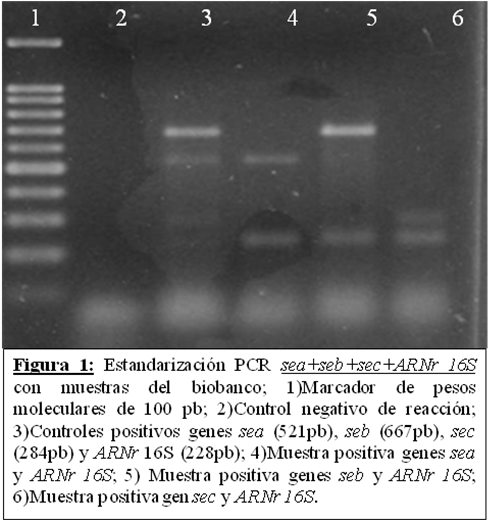 1 2 3 4 5 6
Figura 1: Estandarización PCR sea+seb+sec+ARNr 16S
con muestras del biobanco; 1)Marcador de pesos
moleculares de 100 pb; 2)Control negativo de reacción;
3)Controles positivos genes sea (521pb), seb (667pb), sec
(284pb) y ARNr 16S (228pb); 4)Muestra positiva genes sea
y ARNr 16S; 5) Muestra positiva genes seb y ARNr 16S;
6)Muestra positiva gen sec y ARNr 16S.